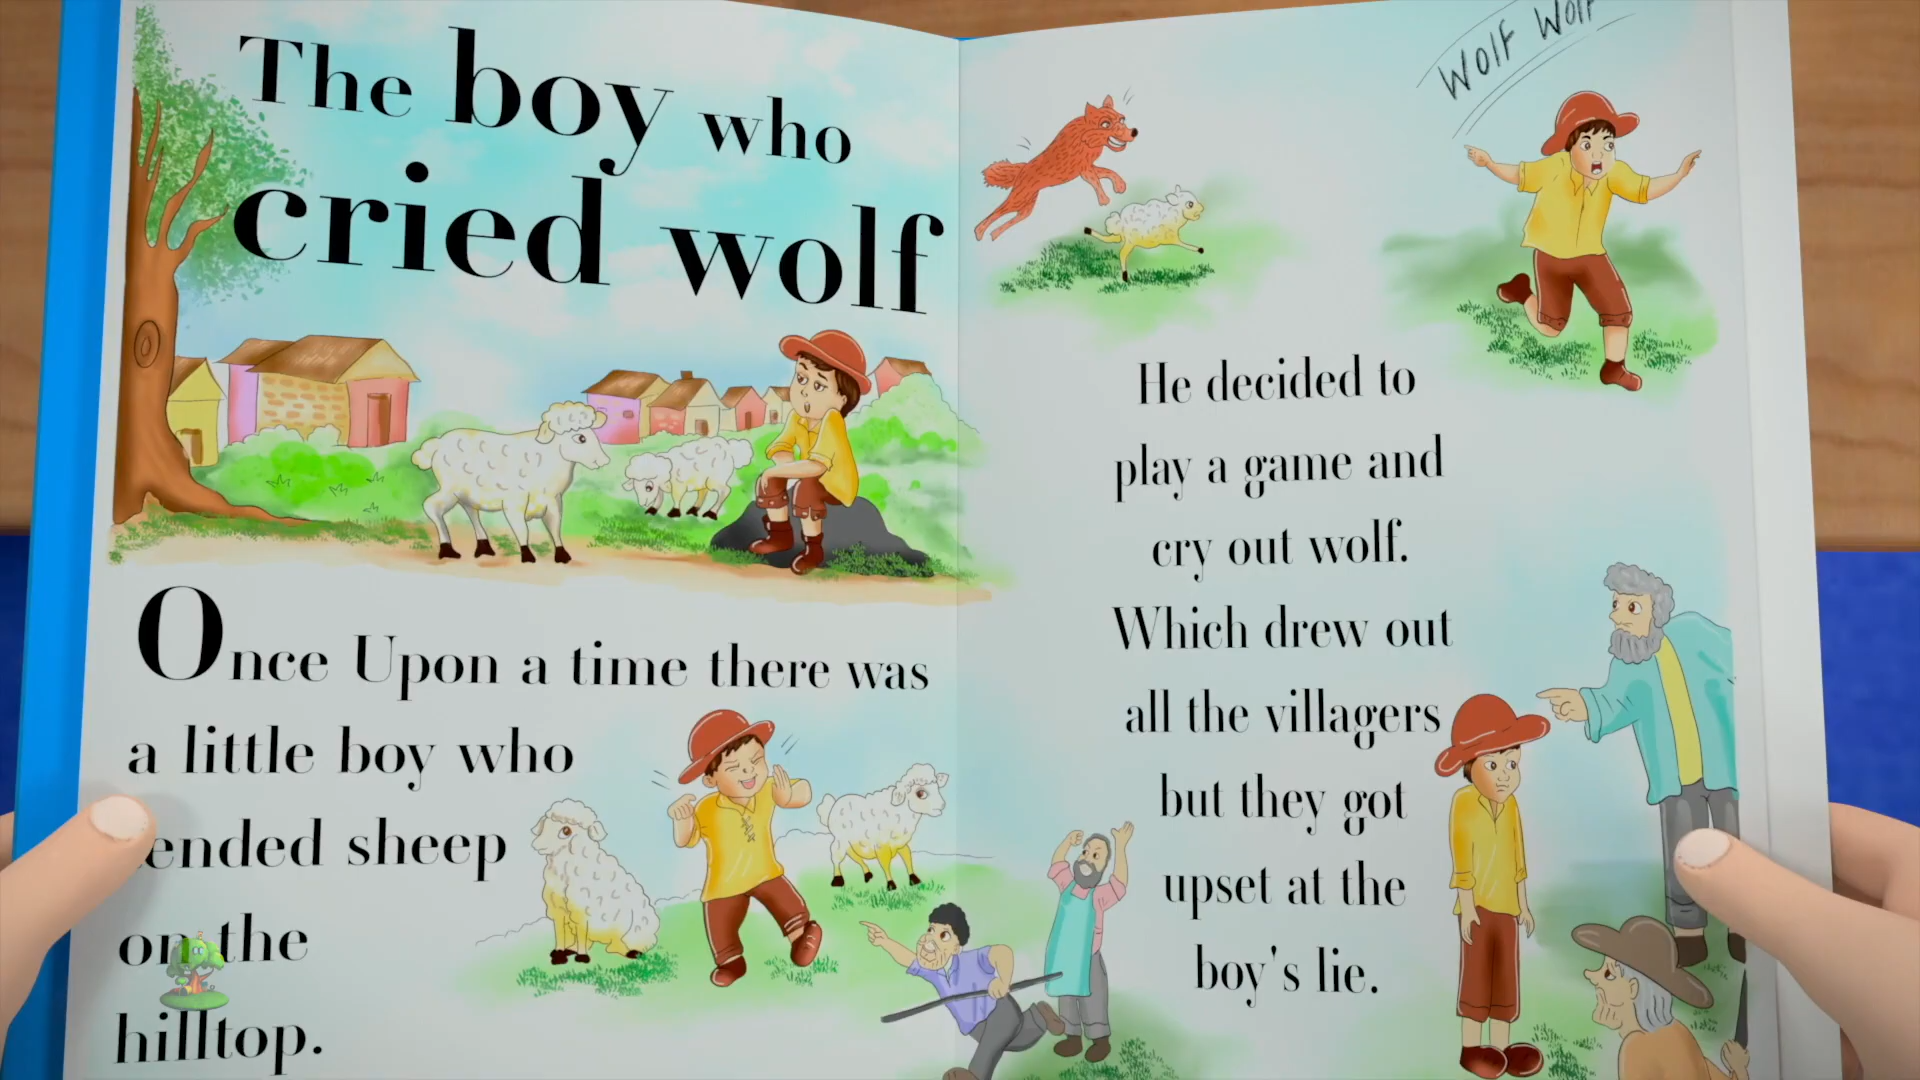 The boy who
cried wolf
Once Upon a time there was
a little boy who
tended sheep
on the
hilltop.
WOLF WOLF
He decided to
play a game and
cry out wolf.
Which drew out
all the villagers
but they got
upset at the
boy's lie.